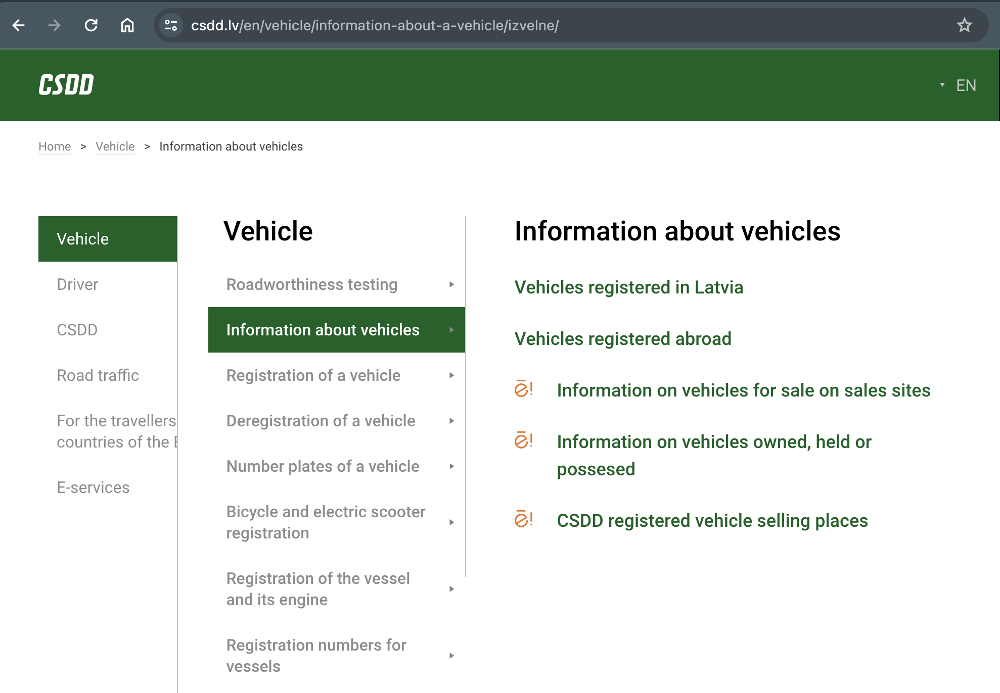 csdd.lv/en/vehicle/information-about-a-vehicle/izvelne/
CSDD
EN
Home > Vehicle > Information about vehicles
Vehicle
Driver
CSDD
Road traffic
For the travellers
countries of the
E-services
Vehicle
Roadworthiness testing
Information about vehicles
Registration of a vehicle
Deregistration of a vehicle
Number plates of a vehicle
Bicycle and electric scooter
registration
Registration of the vessel
and its engine
Registration numbers for
vessels
Information about vehicles
Vehicles registered in Latvia
Vehicles registered abroad
ē! Information on vehicles for sale on sales sites
ē! Information on vehicles owned, held or
possesed
ē! CSDD registered vehicle selling places